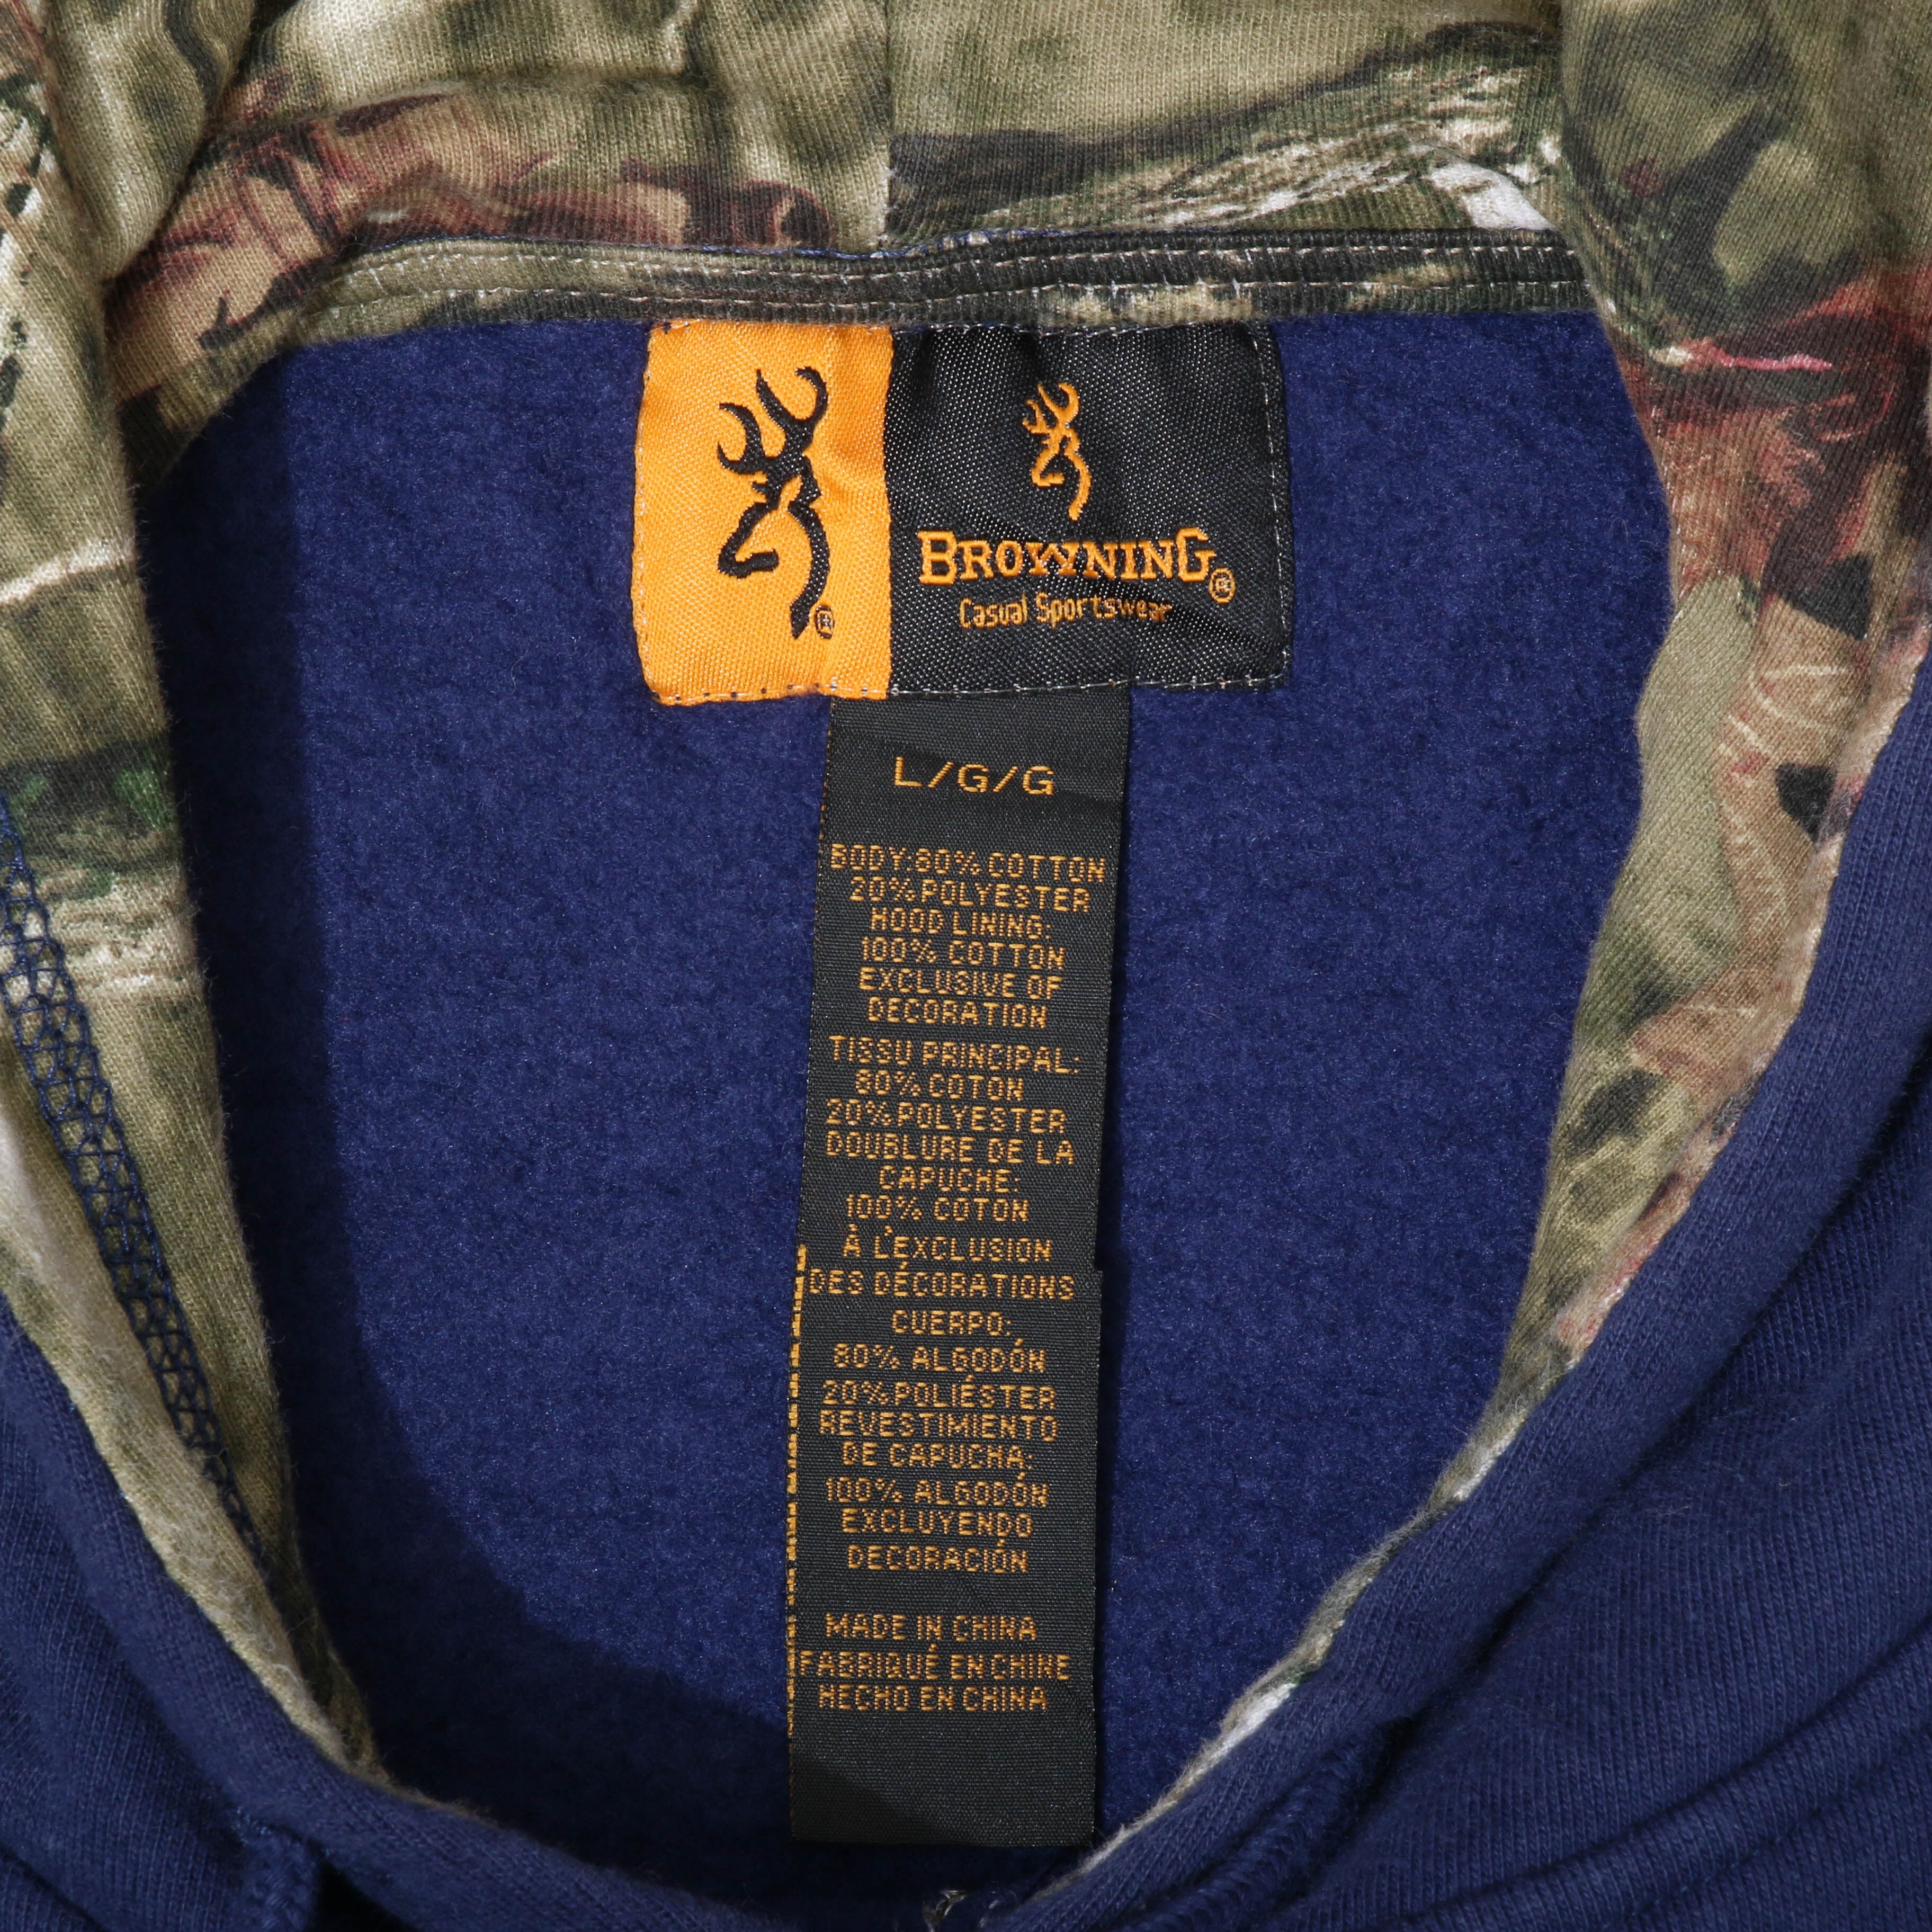 ®
BROWNING®
Casual Sportswear
L/G/G
BODY:80% COTTON
20%POLYESTER
HOOD LINING:
100% COTTON
EXCLUSIVE OF
DECORATION
TISSU PRINCIPAL:
80% COTON
20%POLYESTER
DOUBLURE DE LA
CAPUCHE:
100% COTON
À L'EXCLUSION
DES DÉCORATIONS
CUERPO:
80% ALGODÓN
20%POLIÉSTER
REVESTIMIENTO
DE CAPUCHA:
100% ALGODÓN
EXCLUYENDO
DECORACIÓN
MADE IN CHINA
FABRIQUÉ EN CHINE
HECHO EN CHINA